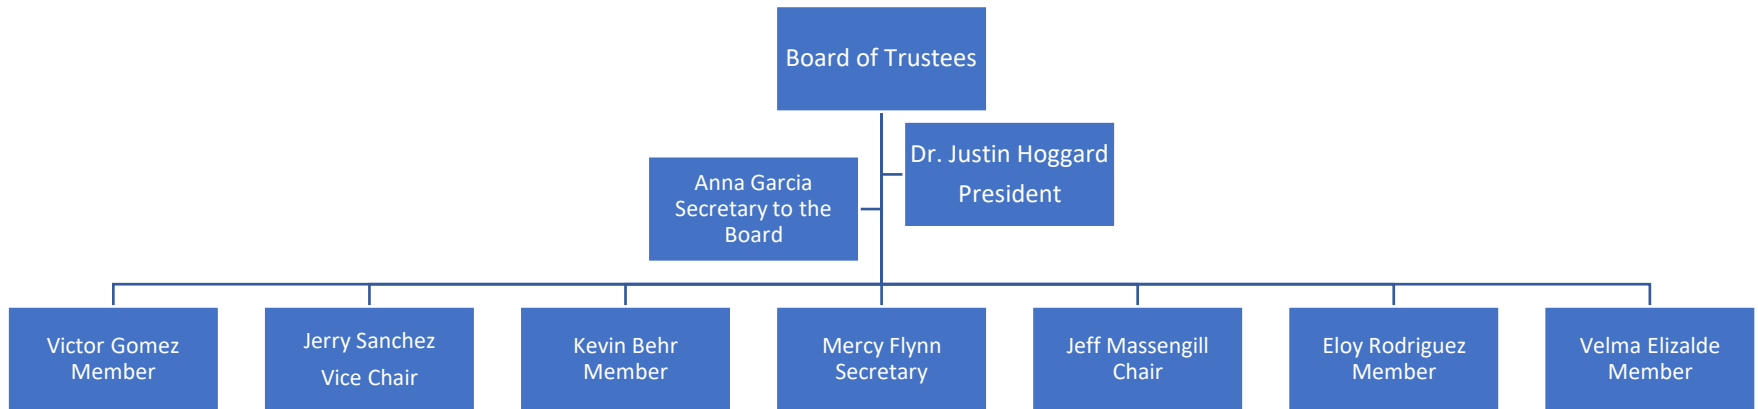 Board of Trustees
Dr. Justin Hoggard
President
Anna Garcia
Secretary to the
Board
Victor Gomez
Member
Jerry Sanchez
Vice Chair
Kevin Behr
Member
Mercy Flynn
Secretary
Jeff Massengill
Chair
Eloy Rodriguez
Member
Velma Elizalde
Member